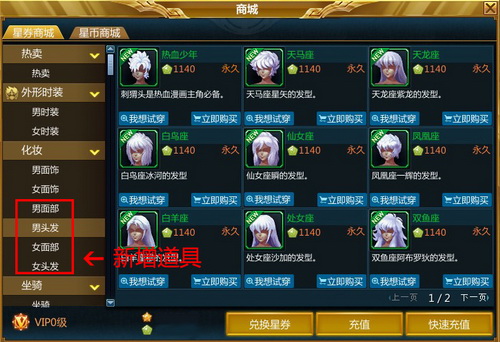 商城
星券商城 星币商城
热卖
热卖
外形时装
男时装
女时装
化妆
男面饰
女面饰
男面部
男头发
女面部
女头发
坐骑
坐骑
NEW 热血少年
1140 永久
刺猬头是热血漫画主角必备。
我想试穿 立即购买
NEW 天马座
1140 永久
天马座星矢的发型。
我想试穿 立即购买
NEW 天龙座
1140 永久
天龙座紫龙的发型。
我想试穿 立即购买
NEW 白鸟座
1140 永久
白鸟座冰河的发型
我想试穿 立即购买
NEW 仙女座
1140 永久
仙女座瞬的发型。
我想试穿 立即购买
NEW 凤凰座
1140 永久
凤凰座一辉的发型。
我想试穿 立即购买
NEW 白羊座
1140 永久
的发型。
我想试穿 立即购买
NEW 处女座
1140 永久
处女座沙加的发型。
我想试穿 立即购买
NEW 双鱼座
1140 永久
双鱼座阿布罗狄的发型。
我想试穿 立即购买
← 新增道具
上一页 1 / 2 下一页
VIP0级
兑换星券 充值 快速充值